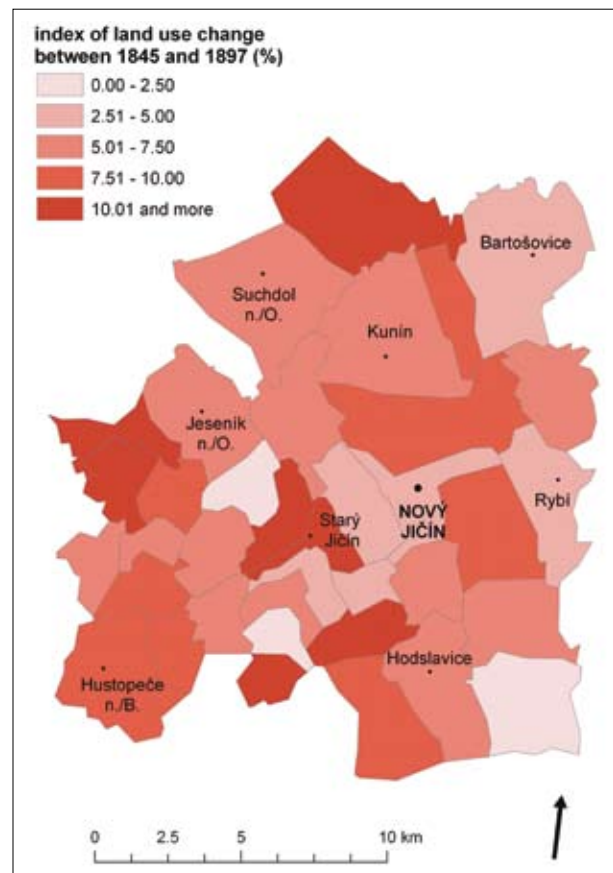 index of land use change
between 1845 and 1897 (%)
0.00 - 2.50
2.51 - 5.00
5.01 - 7.50
7.51 - 10.00
10.01 and more
Bartošovice
Suchdol
n./O.
Kunín
Jeseník
n./O.
Starý
Jičín
NOVÝ
JIČÍN
Rybí
Hustopeče
n./B.
Hodslavice
0 2.5 5 10 km